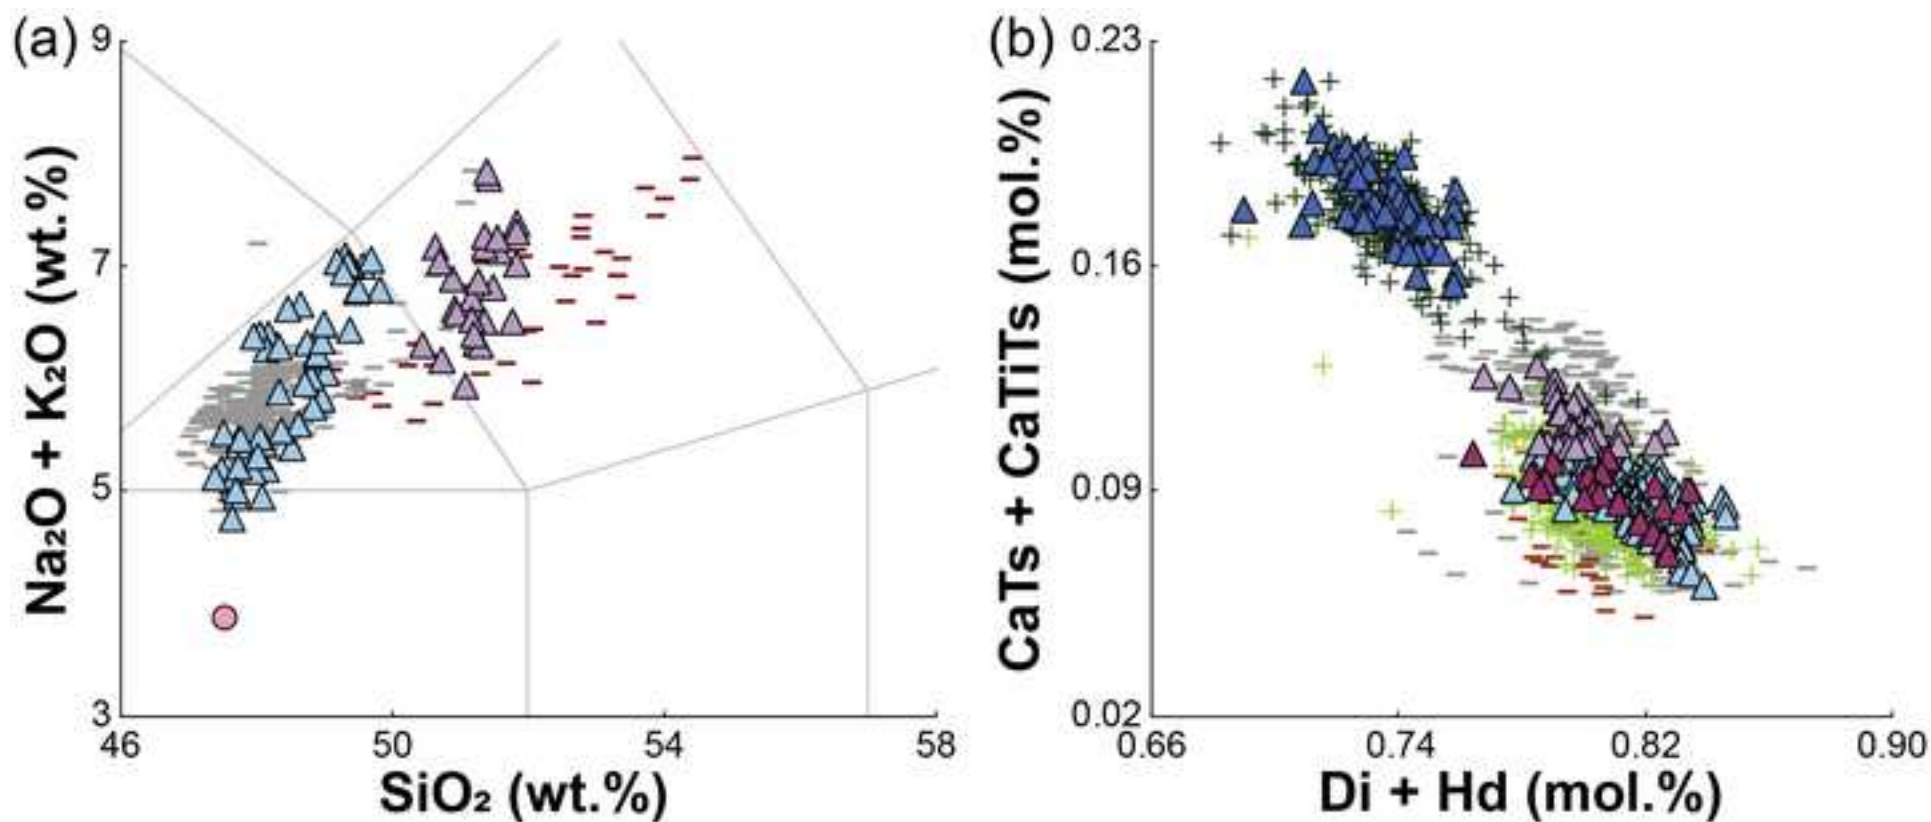 (a)
9
7
5
3
46
50
54
58
Na₂O + K₂O (wt.%)
SiO₂ (wt.%)
(b)
0.23
0.16
0.09
0.02
0.66
0.74
0.82
0.90
CaTs + CaTiTs (mol.%)
Di + Hd (mol.%)